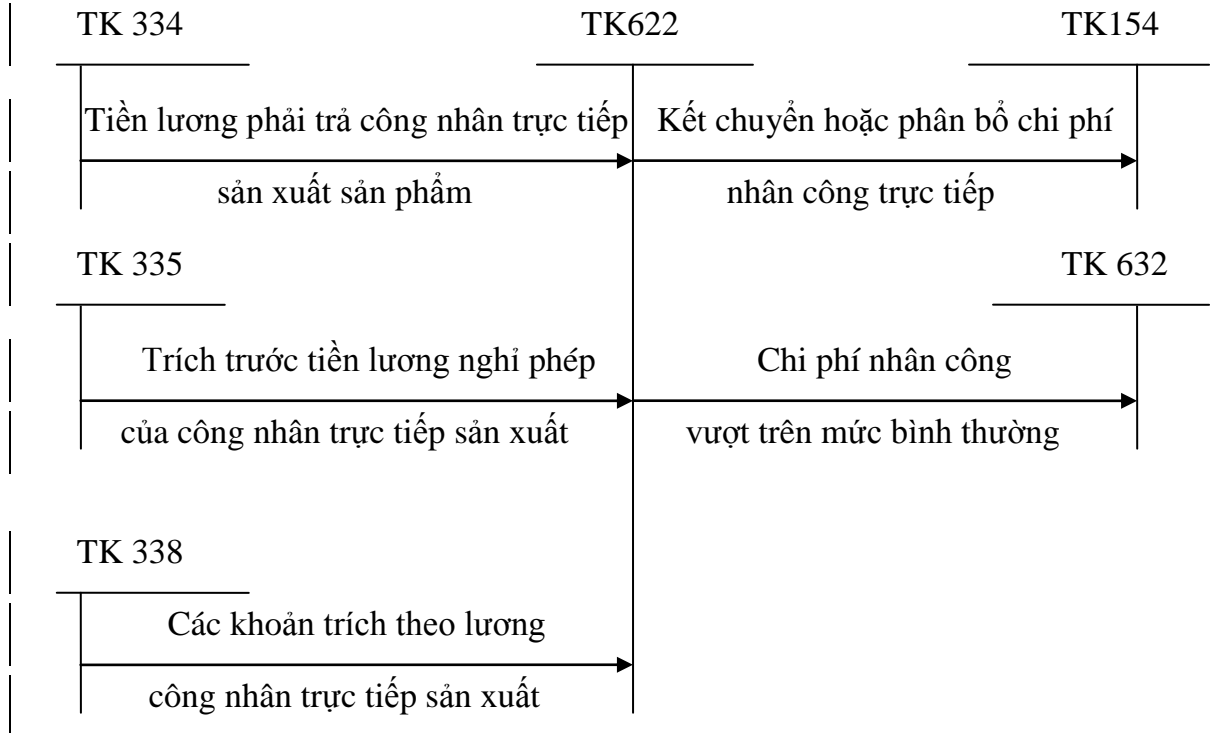 TK 334 TK622 TK154
Tiền lương phải trả công nhân trực tiếp Kết chuyển hoặc phân bổ chi phí
sản xuất sản phẩm nhân công trực tiếp
TK 335 TK 632
Trích trước tiền lương nghỉ phép Chi phí nhân công
của công nhân trực tiếp sản xuất vượt trên mức bình thường
TK 338
Các khoản trích theo lương
công nhân trực tiếp sản xuất